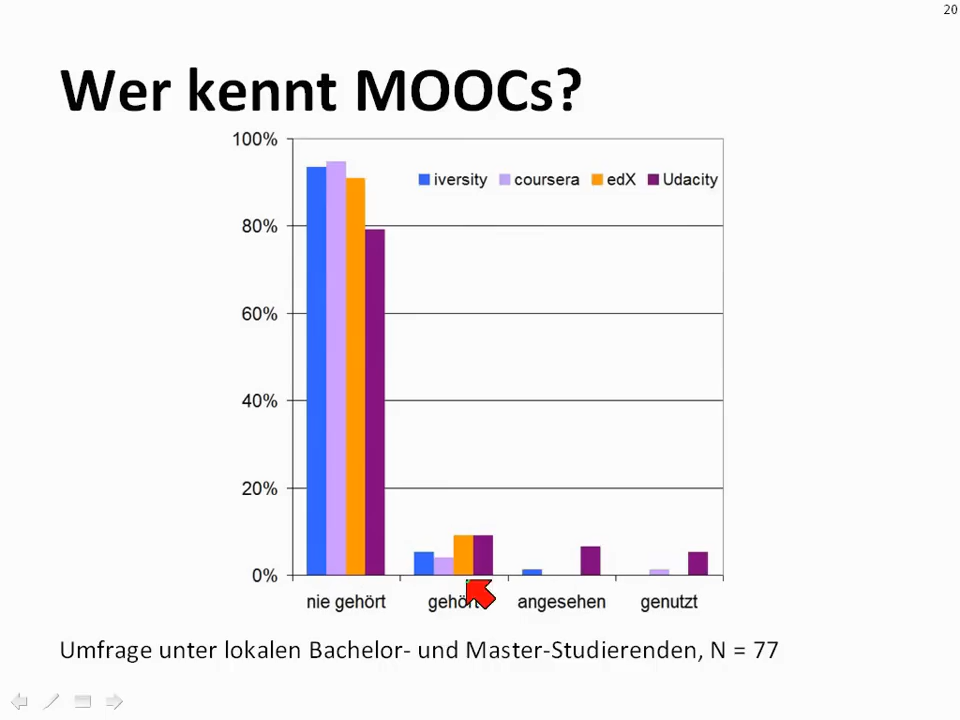 20
Wer kennt MOOCs?
100%
iversity coursera edX Udacity
80%
60%
40%
20%
0%
nie gehört gehört angesehen genutzt
Umfrage unter lokalen Bachelor- und Master-Studierenden, N = 77